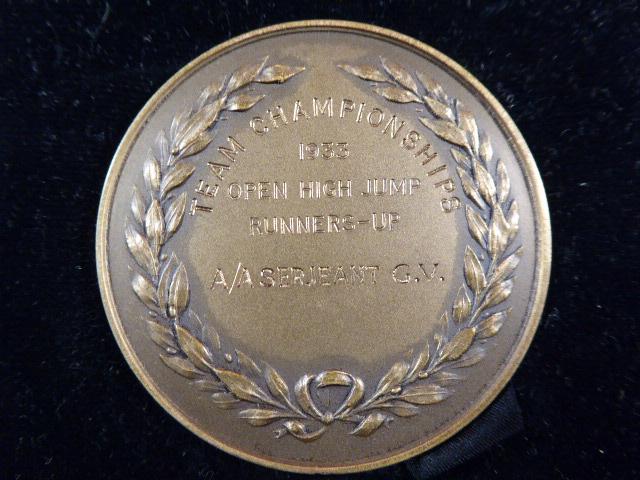 TEAM CHAMPIONSHIPS
1933
OPEN HIGH JUMP
RUNNERS-UP
A/A SERJEANT G.V.